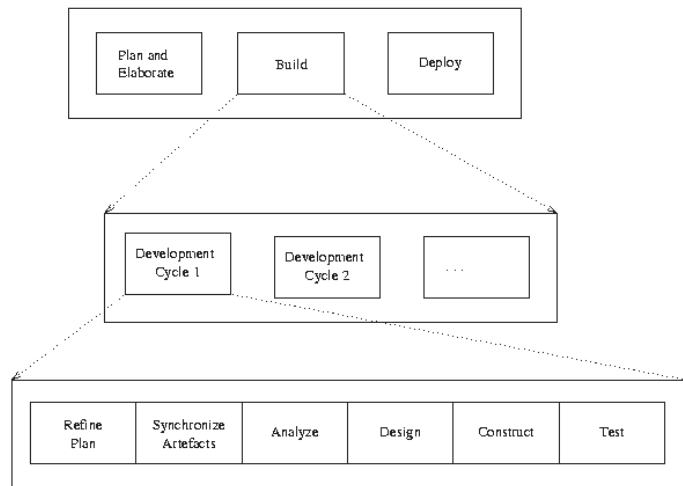 Plan and
Elaborate
Build
Deploy
Development
Cycle 1
Development
Cycle 2
. . .
Refine
Plan
Synchronize
Artefacts
Analyze
Design
Construct
Test